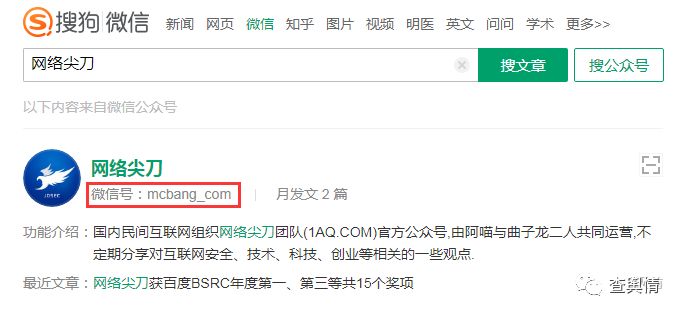 搜狗 微信 新闻 网页 微信 知乎 图片 视频 明医 英文 问问 学术 更多>>
网络尖刀 搜文章 搜公众号
以下内容来自微信公众号
网络尖刀
微信号：mcbang_com 月发文 2 篇
JDSEC
功能介绍：国内民间互联网组织网络尖刀团队(1AQ.COM)官方公众号,由阿喵与曲子龙二人共同运营,不
定期分享对互联网安全、技术、科技、创业等相关的一些观点.
最近文章：网络尖刀获百度BSRC年度第一、第三等共15个奖项
查舆情